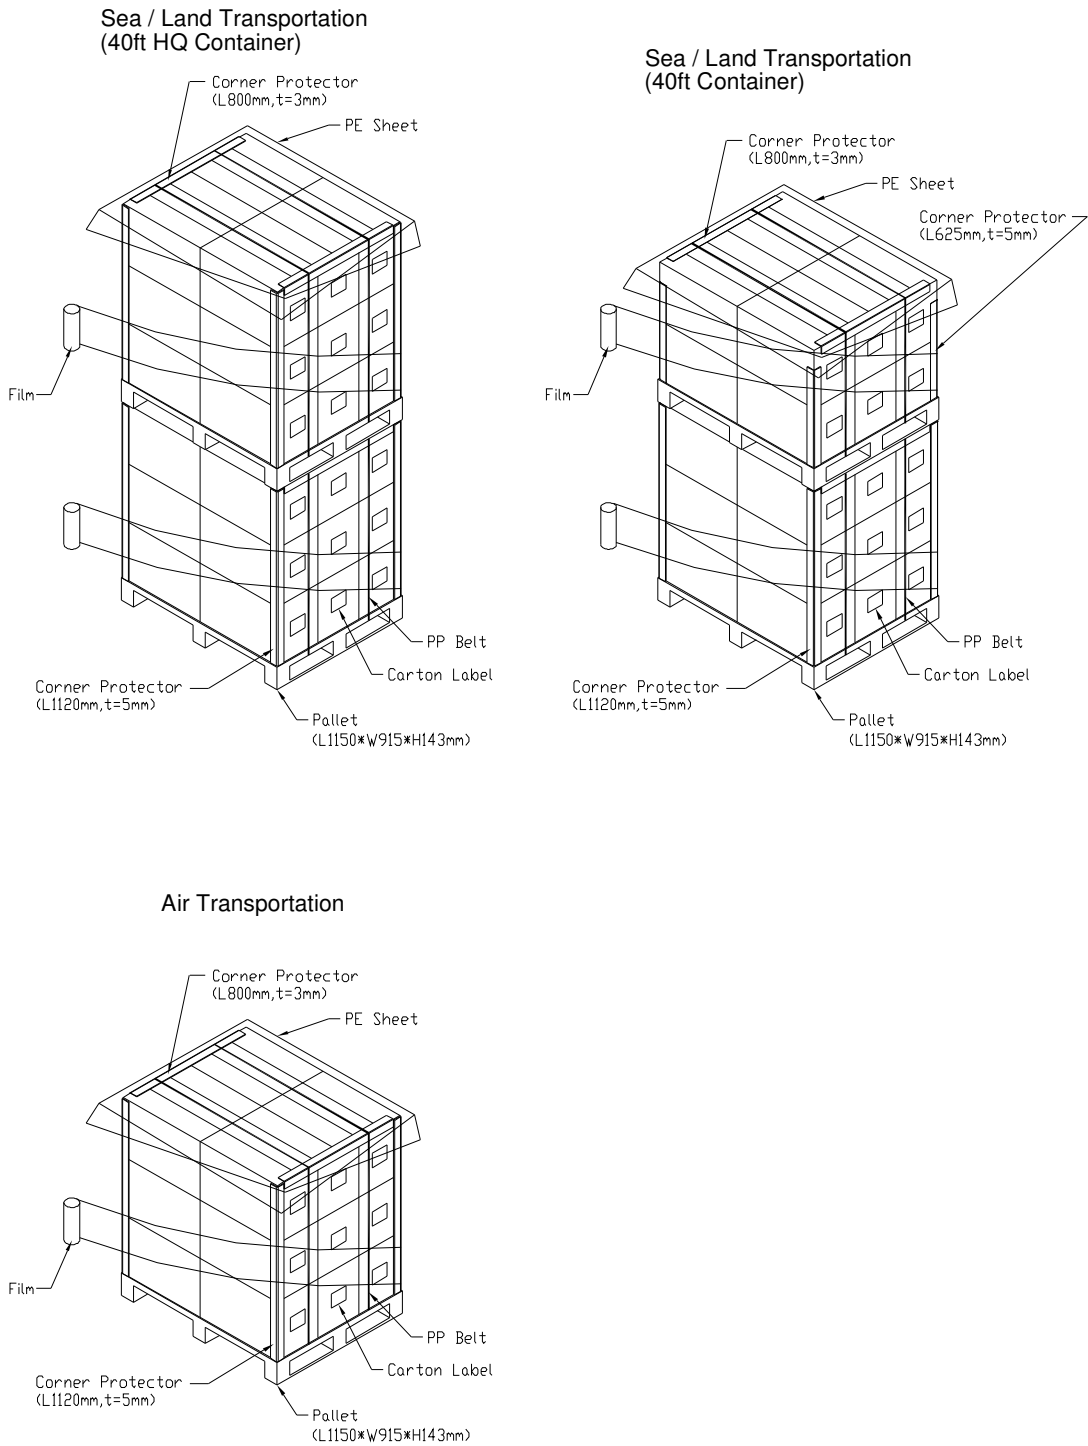 Sea / Land Transportation
(40ft HQ Container)
Corner Protector
(L800mm,t=3mm)
PE Sheet
Film
PP Belt
Carton Label
Corner Protector
(L1120mm,t=5mm)
Pallet
(L1150*W915*H143mm)
Sea / Land Transportation
(40ft Container)
Corner Protector
(L800mm,t=3mm)
PE Sheet
Corner Protector
(L625mm,t=5mm)
Film
PP Belt
Carton Label
Corner Protector
(L1120mm,t=5mm)
Pallet
(L1150*W915*H143mm)
Air Transportation
Corner Protector
(L800mm,t=3mm)
PE Sheet
Film
PP Belt
Carton Label
Corner Protector
(L1120mm,t=5mm)
Pallet
(L1150*W915*H143mm)